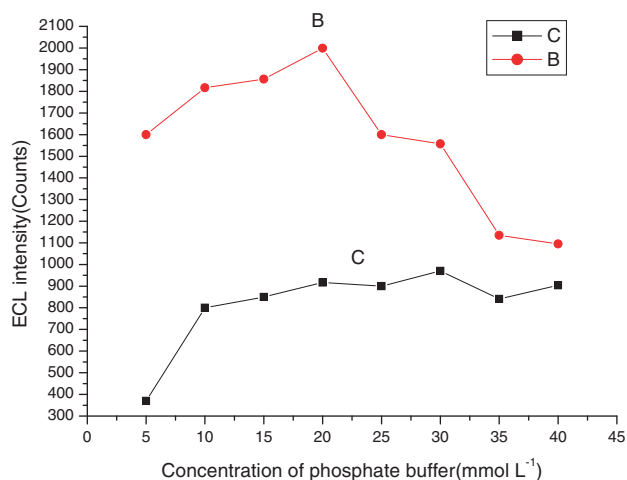 B
2100
2000
1900
1800
1700
1600
1500
1400
1300
1200
1100
1000
900
800
700
600
500
400
300
ECL intensity(Counts)
C
B
C
0 5 10 15 20 25 30 35 40 45
Concentration of phosphate buffer(mmol L⁻¹)